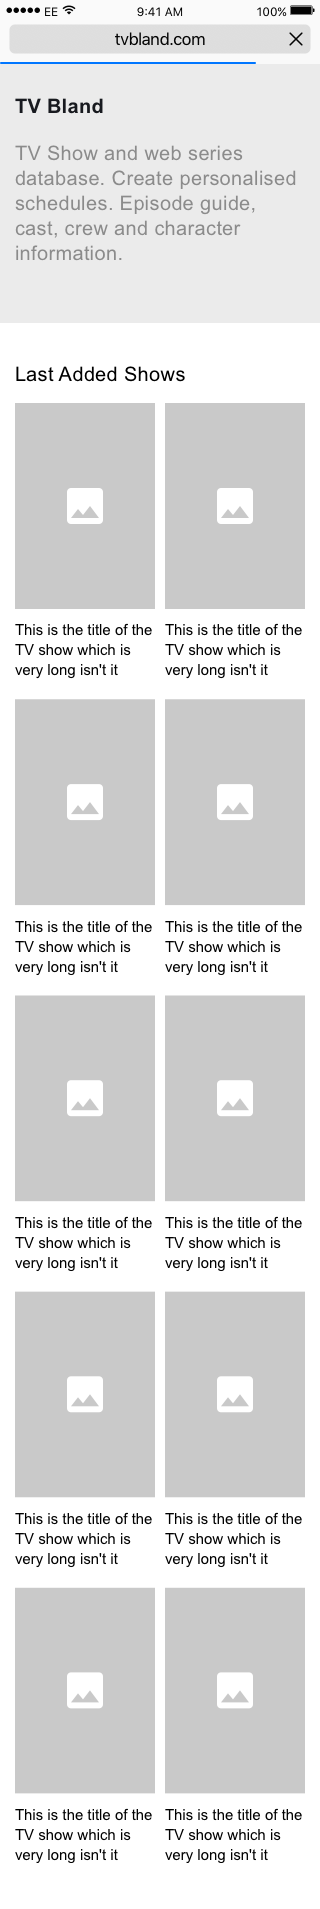 ●●●●● EE 9:41 AM 100%
tvbland.com
TV Bland
TV Show and web series
database. Create personalised
schedules. Episode guide,
cast, crew and character
information.
Last Added Shows
This is the title of the
TV show which is
very long isn't it
This is the title of the
TV show which is
very long isn't it
This is the title of the
TV show which is
very long isn't it
This is the title of the
TV show which is
very long isn't it
This is the title of the
TV show which is
very long isn't it
This is the title of the
TV show which is
very long isn't it
This is the title of the
TV show which is
very long isn't it
This is the title of the
TV show which is
very long isn't it
This is the title of the
TV show which is
very long isn't it
This is the title of the
TV show which is
very long isn't it